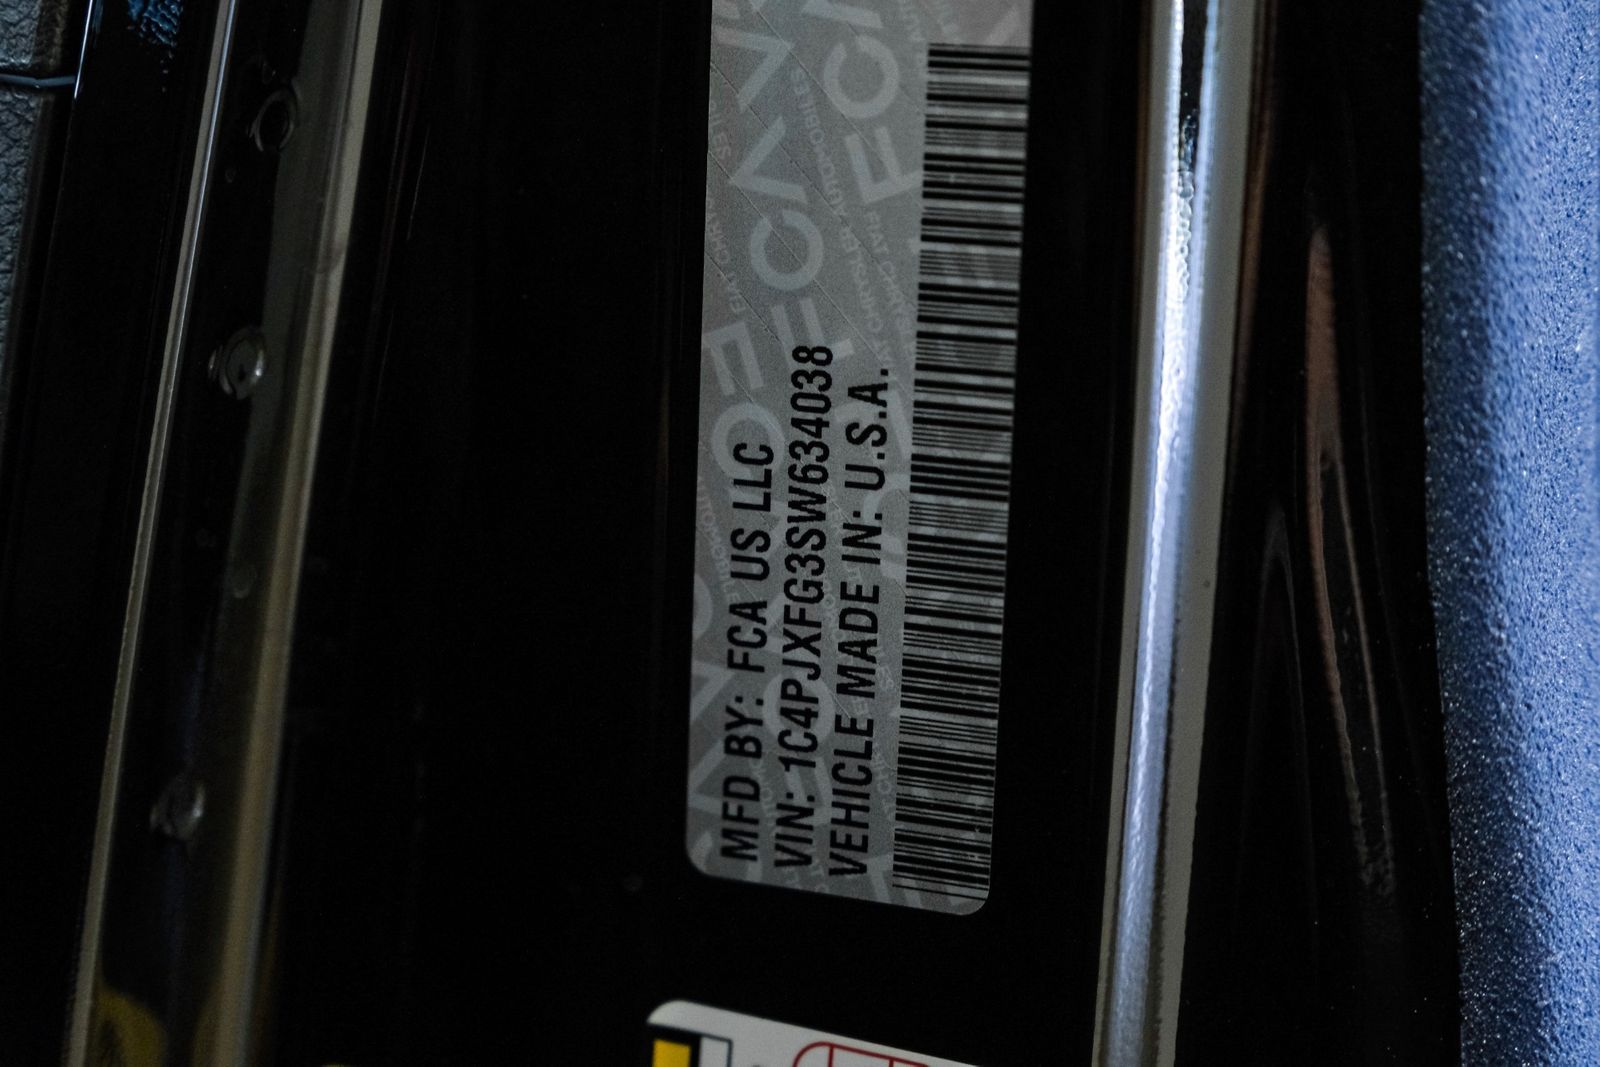 MFD BY: FCA US LLC
VIN: 1C4PJXFG3SW634038
VEHICLE MADE IN: U.S.A.